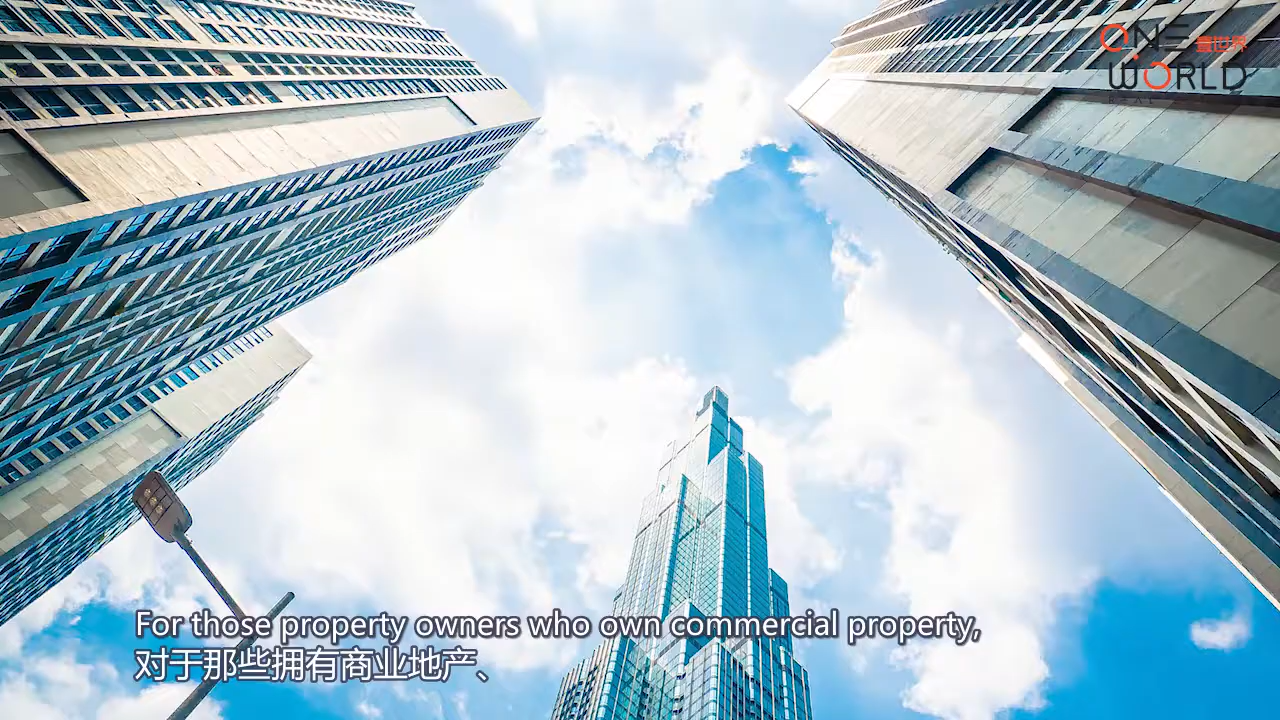 ONE 壹世界
WORLD
For those property owners who own commercial property,
对于那些拥有商业地产、